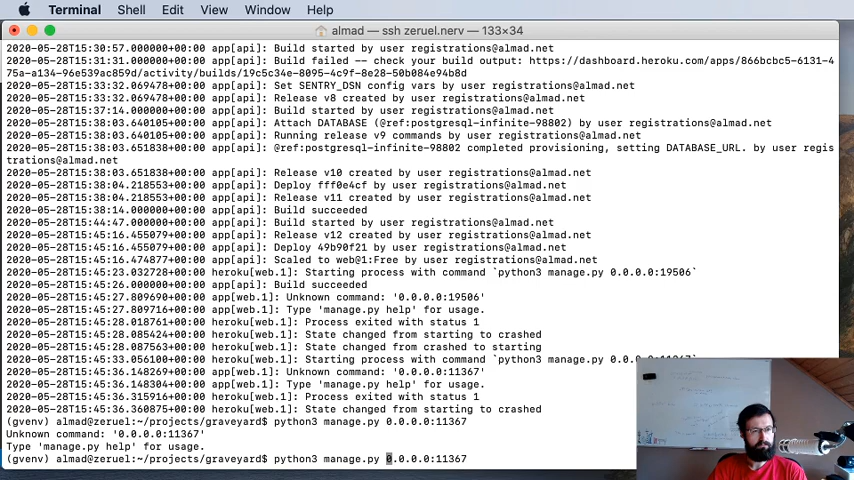 Terminal Shell Edit View Window Help
almad — ssh zeruel.nerv — 133×34
2020-05-28T15:30:57.000000+00:00 app[api]: Build started by user registrations@almad.net
2020-05-28T15:31:31.000000+00:00 app[api]: Build failed -- check your build output: https://dashboard.heroku.com/apps/866bcbc5-6131-4
75a-a134-96e539ac859d/activity/builds/19c5c34e-8095-4c9f-8e28-50b084e94b8d
2020-05-28T15:33:32.069478+00:00 app[api]: Set SENTRY_DSN config vars by user registrations@almad.net
2020-05-28T15:33:32.069478+00:00 app[api]: Release v8 created by user registrations@almad.net
2020-05-28T15:37:14.000000+00:00 app[api]: Build started by user registrations@almad.net
2020-05-28T15:38:03.640105+00:00 app[api]: Attach DATABASE (@ref:postgresql-infinite-98802) by user registrations@almad.net
2020-05-28T15:38:03.640105+00:00 app[api]: Running release v9 commands by user registrations@almad.net
2020-05-28T15:38:03.651838+00:00 app[api]: @ref:postgresql-infinite-98802 completed provisioning, setting DATABASE_URL. by user regis
trations@almad.net
2020-05-28T15:38:03.651838+00:00 app[api]: Release v10 created by user registrations@almad.net
2020-05-28T15:38:04.218553+00:00 app[api]: Deploy fff0e4cf by user registrations@almad.net
2020-05-28T15:38:04.218553+00:00 app[api]: Release v11 created by user registrations@almad.net
2020-05-28T15:38:14.000000+00:00 app[api]: Build succeeded
2020-05-28T15:44:47.000000+00:00 app[api]: Build started by user registrations@almad.net
2020-05-28T15:45:16.455079+00:00 app[api]: Release v12 created by user registrations@almad.net
2020-05-28T15:45:16.455079+00:00 app[api]: Deploy 49b90f21 by user registrations@almad.net
2020-05-28T15:45:16.474877+00:00 app[api]: Scaled to web@1:Free by user registrations@almad.net
2020-05-28T15:45:23.032728+00:00 heroku[web.1]: Starting process with command `python3 manage.py 0.0.0.0:19506`
2020-05-28T15:45:26.000000+00:00 app[api]: Build succeeded
2020-05-28T15:45:27.809690+00:00 app[web.1]: Unknown command: '0.0.0.0:19506'
2020-05-28T15:45:27.809716+00:00 app[web.1]: Type 'manage.py help' for usage.
2020-05-28T15:45:28.018761+00:00 heroku[web.1]: Process exited with status 1
2020-05-28T15:45:28.085424+00:00 heroku[web.1]: State changed from starting to crashed
2020-05-28T15:45:28.087563+00:00 heroku[web.1]: State changed from crashed to starting
2020-05-28T15:45:33.056100+00:00 heroku[web.1]: Starting process with command `python3 manage.py 0.0.0.0:11367`
2020-05-28T15:45:36.148269+00:00 app[web.1]: Unknown command: '0.0.0.0:11367'
2020-05-28T15:45:36.148304+00:00 app[web.1]: Type 'manage.py help' for usage.
2020-05-28T15:45:36.315916+00:00 heroku[web.1]: Process exited with status 1
2020-05-28T15:45:36.360875+00:00 heroku[web.1]: State changed from starting to crashed
(gvenv) almad@zeruel:~/projects/graveyard$ python3 manage.py 0.0.0.0:11367
Unknown command: '0.0.0.0:11367'
Type 'manage.py help' for usage.
(gvenv) almad@zeruel:~/projects/graveyard$ python3 manage.py 0.0.0.0:11367